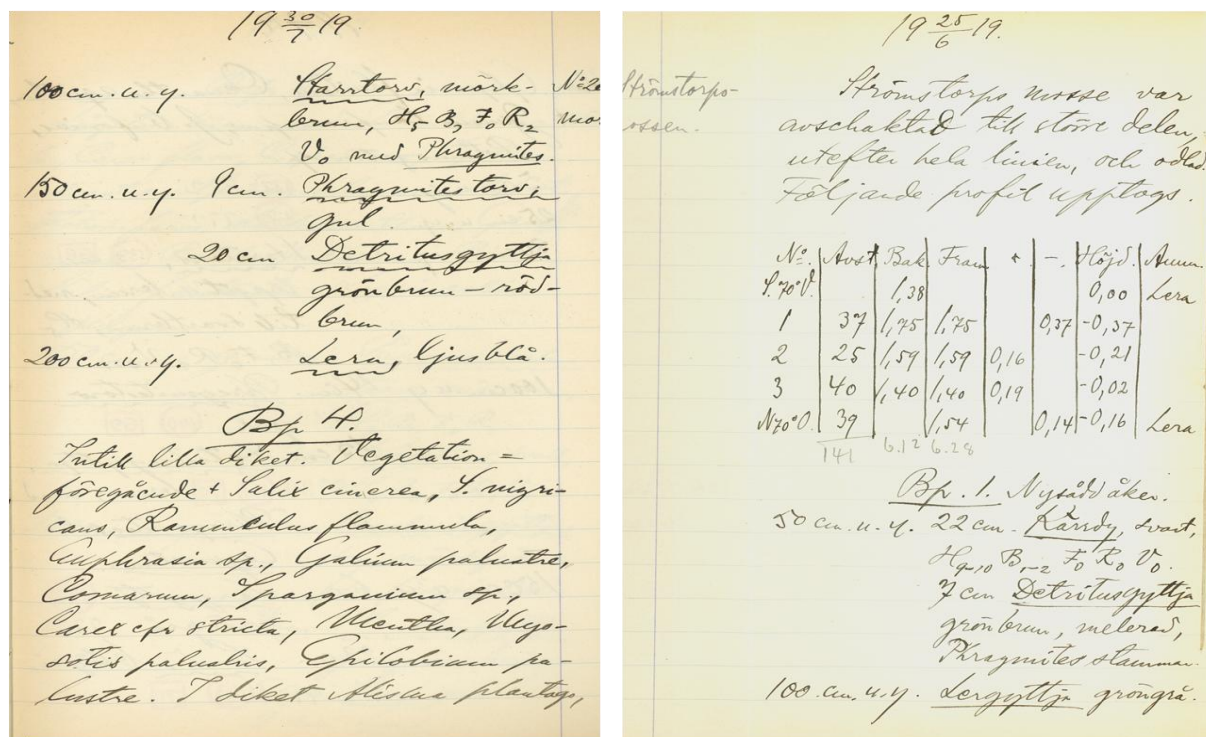 19 30/7 19.
100 cm. u. y. Starrtorv, mörk-
brun, H5 B3 F0 R2
V0 med Phragmites.
150 cm. u. y. 9 cm. Phragmitestorv,
gul.
20 cm Detritusgyttja
grönbrun – röd-
brun,
200 cm. u. y. Lera, ljusblå.
Bp 4.
Intill lilla diket. Vegetation =
föregående + Salix cinerea, S. nigri-
cans, Ranunkulus flammula,
Euphrasia sp., Galium palustre,
Comarum, Sparganium sp.,
Carex cfr stricta, Mentha, Myo-
sotis palustris, Epilobium pa-
lustre. I diket Alisma plantago,
19 25/6 19.
Strömstorps-
ossen.
Strömstorps mosse var
avschaktad till större delen,
utefter hela linien, och odlad.
Följande profil upptogs.
No. Avst. Bak Fram + -. Höjd. Anm.
S. 70° V. 1,38 0,00 Lera
1 37 1,75 1,75 0,37 -0,37
2 25 1,59 1,59 0,16 -0,21
3 40 1,40 1,40 0,19 -0,02
N 70° O. 39 1,54 0,14 -0,16 Lera
141 6.12 6.28
Bp. 1. Nysådd åker.
50 cm. u. y. 22 cm. Kärrdy, svart,
H9-10 B1-2 F0 R0 V0.
7 cm Detritusgyttja
grönbrun, melerad,
Phragmitesstammar.
100. cm. u. y. Lergyttja gröngrå.